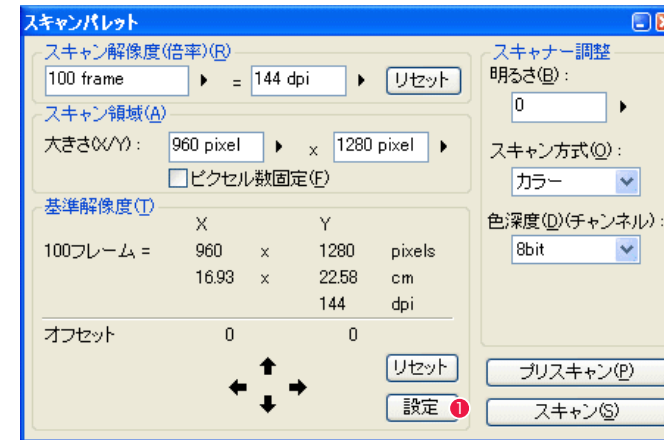 スキャンパレット
スキャン解像度(倍率)(R)
100 frame = 144 dpi リセット
スキャン領域(A)
大きさ(X/Y)： 960 pixel x 1280 pixel
ピクセル数固定(F)
基準解像度(T)
X Y
100フレーム = 960 x 1280 pixels
16.93 x 22.58 cm
144 dpi
オフセット 0 0
リセット
設定 1
スキャナー調整
明るさ(B)：
0
スキャン方式(O)：
カラー
色深度(D)(チャンネル)：
8bit
プリスキャン(P)
スキャン(S)